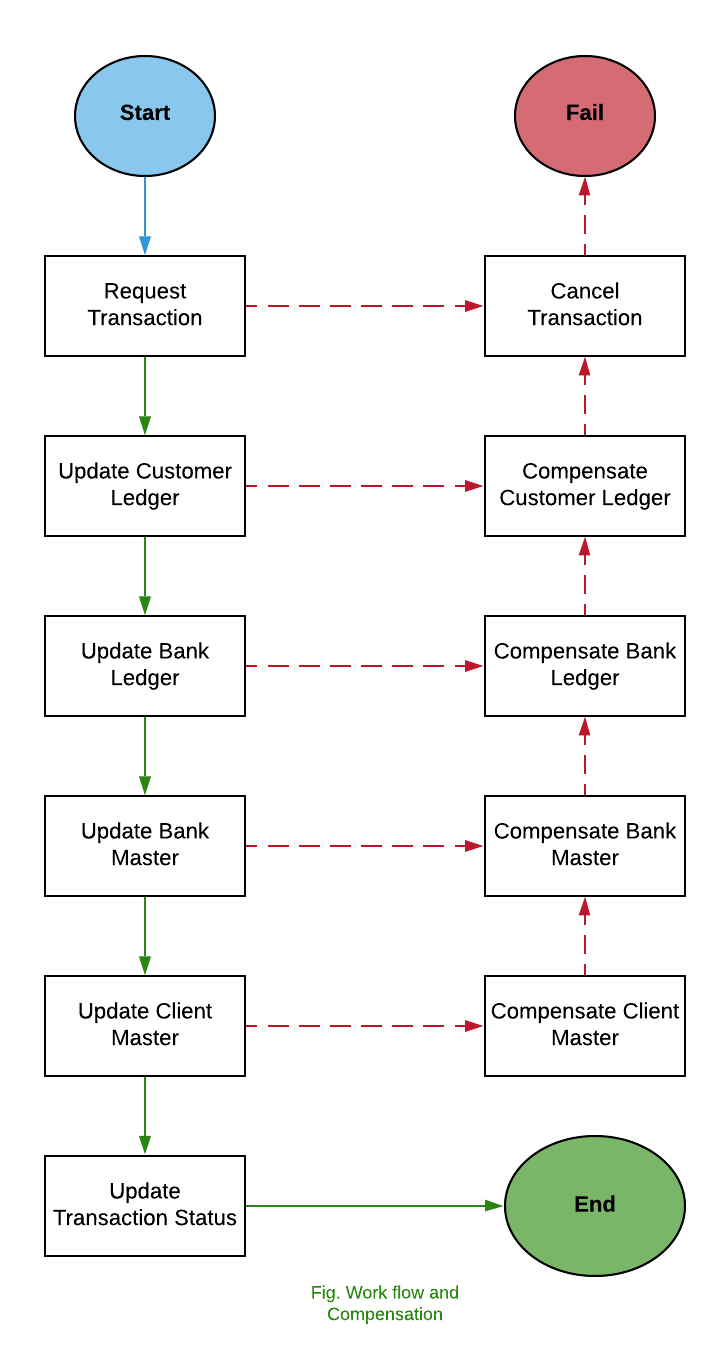 Start
Fail
Request
Transaction
Cancel
Transaction
Update Customer
Ledger
Compensate
Customer Ledger
Update Bank
Ledger
Compensate Bank
Ledger
Update Bank
Master
Compensate Bank
Master
Update Client
Master
Compensate Client
Master
Update
Transaction Status
End
Fig. Work flow and
Compensation